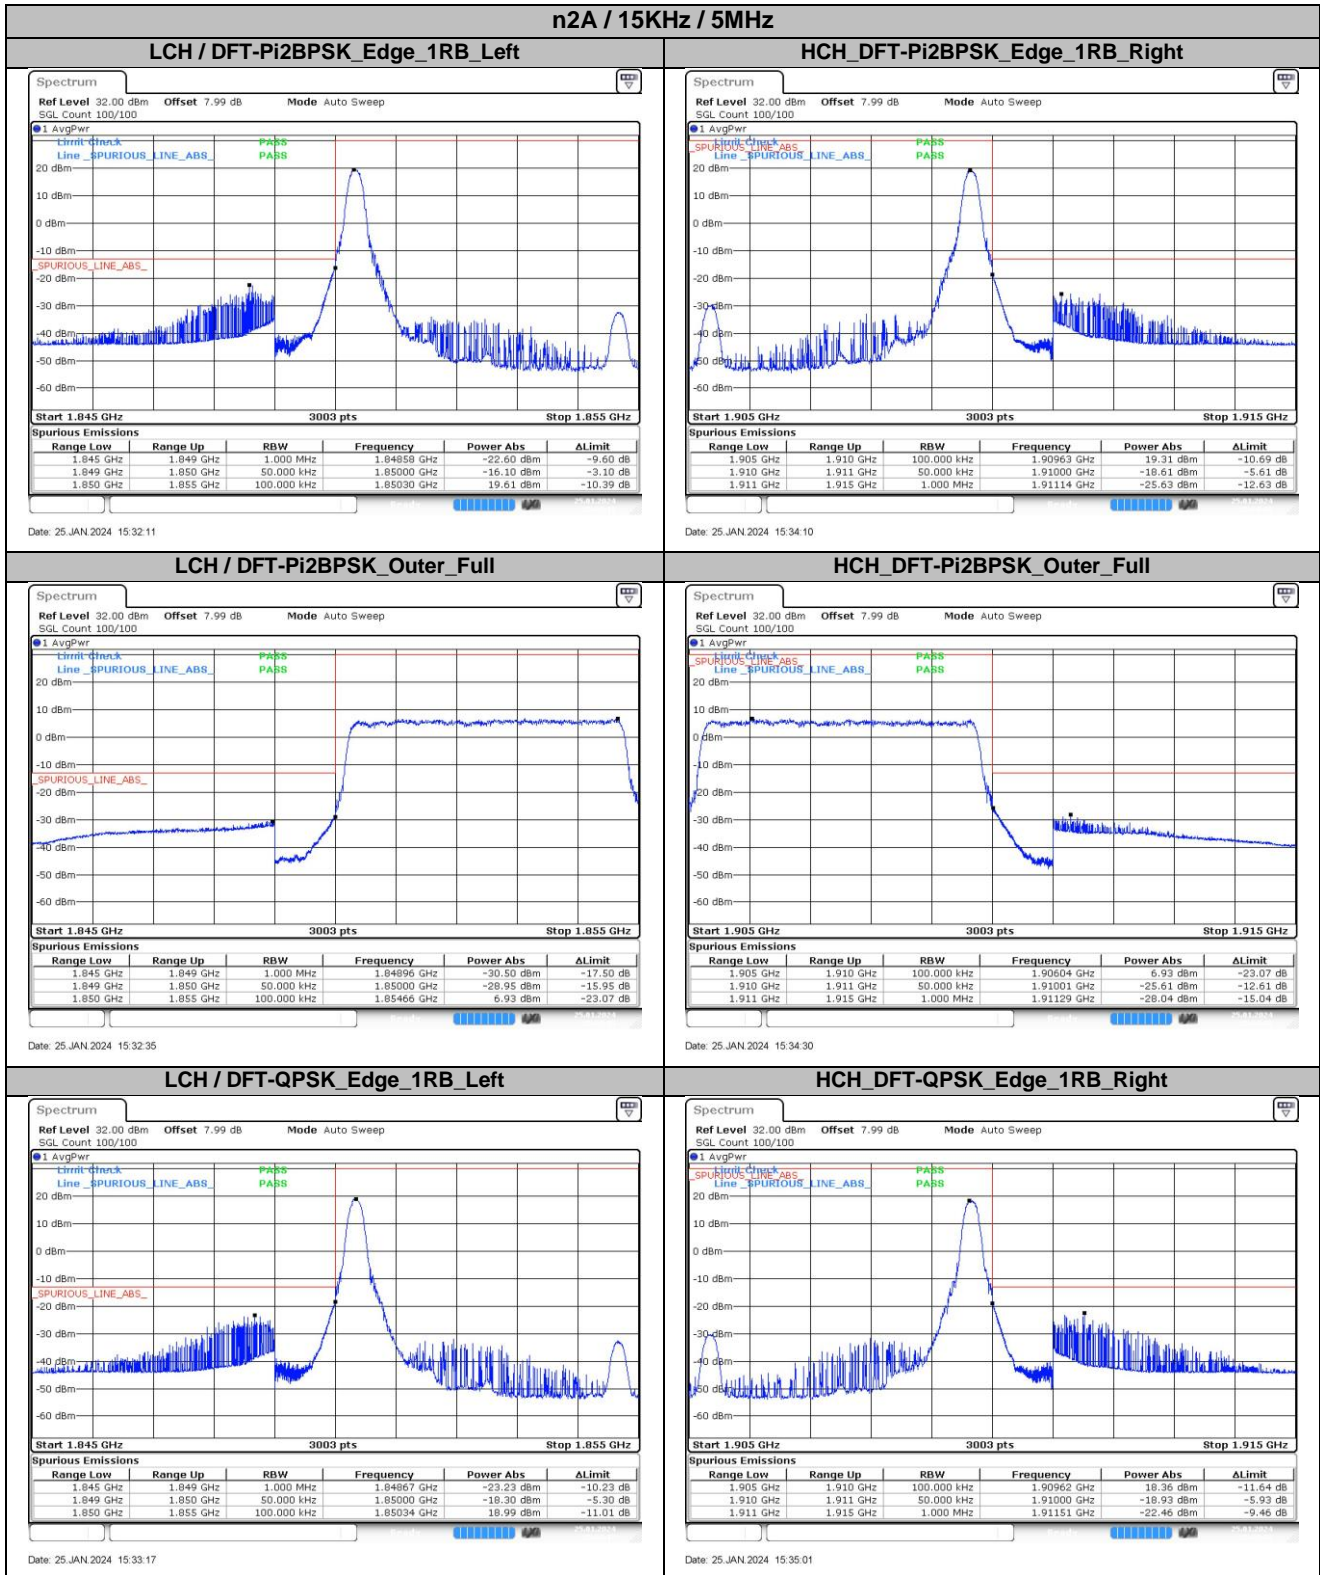 n2A / 15KHz / 5MHz
LCH / DFT-Pi2BPSK_Edge_1RB_Left
Spectrum
Ref Level 32.00 dBm Offset 7.99 dB Mode Auto Sweep
SGL Count 100/100
1 AvgPwr
Limit Check PASS
Line _SPURIOUS_LINE_ABS_ PASS
20 dBm
10 dBm
0 dBm
-10 dBm
_SPURIOUS_LINE_ABS_
-20 dBm
-30 dBm
-40 dBm
-50 dBm
-60 dBm
Start 1.845 GHz 3003 pts Stop 1.855 GHz
Spurious Emissions
Range Low Range Up RBW Frequency Power Abs ΔLimit
1.845 GHz 1.849 GHz 1.000 MHz 1.84858 GHz -22.60 dBm -9.60 dB
1.849 GHz 1.850 GHz 50.000 kHz 1.85000 GHz -16.10 dBm -3.10 dB
1.850 GHz 1.855 GHz 100.000 kHz 1.85030 GHz 19.61 dBm -10.39 dB
Date: 25.JAN.2024 15:32:11
HCH_DFT-Pi2BPSK_Edge_1RB_Right
Spectrum
Ref Level 32.00 dBm Offset 7.99 dB Mode Auto Sweep
SGL Count 100/100
1 AvgPwr
Limit Check PASS
_SPURIOUS_LINE_ABS_
Line _SPURIOUS_LINE_ABS_ PASS
20 dBm
10 dBm
0 dBm
-10 dBm
-20 dBm
-30 dBm
-40 dBm
-50 dBm
-60 dBm
Start 1.905 GHz 3003 pts Stop 1.915 GHz
Spurious Emissions
Range Low Range Up RBW Frequency Power Abs ΔLimit
1.905 GHz 1.910 GHz 100.000 kHz 1.90963 GHz 19.31 dBm -10.69 dB
1.910 GHz 1.911 GHz 50.000 kHz 1.91000 GHz -18.61 dBm -5.61 dB
1.911 GHz 1.915 GHz 1.000 MHz 1.91114 GHz -25.63 dBm -12.63 dB
Date: 25.JAN.2024 15:34:10
LCH / DFT-Pi2BPSK_Outer_Full
Spectrum
Ref Level 32.00 dBm Offset 7.99 dB Mode Auto Sweep
SGL Count 100/100
1 AvgPwr
Limit Check PASS
Line _SPURIOUS_LINE_ABS_ PASS
20 dBm
10 dBm
0 dBm
-10 dBm
_SPURIOUS_LINE_ABS_
-20 dBm
-30 dBm
-40 dBm
-50 dBm
-60 dBm
Start 1.845 GHz 3003 pts Stop 1.855 GHz
Spurious Emissions
Range Low Range Up RBW Frequency Power Abs ΔLimit
1.845 GHz 1.849 GHz 1.000 MHz 1.84896 GHz -30.50 dBm -17.50 dB
1.849 GHz 1.850 GHz 50.000 kHz 1.85000 GHz -28.95 dBm -15.95 dB
1.850 GHz 1.855 GHz 100.000 kHz 1.85466 GHz 6.93 dBm -23.07 dB
Date: 25.JAN.2024 15:32:35
HCH_DFT-Pi2BPSK_Outer_Full
Spectrum
Ref Level 32.00 dBm Offset 7.99 dB Mode Auto Sweep
SGL Count 100/100
1 AvgPwr
Limit Check PASS
_SPURIOUS_LINE_ABS_
Line _SPURIOUS_LINE_ABS_ PASS
20 dBm
10 dBm
0 dBm
-10 dBm
-20 dBm
-30 dBm
-40 dBm
-50 dBm
-60 dBm
Start 1.905 GHz 3003 pts Stop 1.915 GHz
Spurious Emissions
Range Low Range Up RBW Frequency Power Abs ΔLimit
1.905 GHz 1.910 GHz 100.000 kHz 1.90604 GHz 6.93 dBm -23.07 dB
1.910 GHz 1.911 GHz 50.000 kHz 1.91001 GHz -25.61 dBm -12.61 dB
1.911 GHz 1.915 GHz 1.000 MHz 1.91129 GHz -28.04 dBm -15.04 dB
Date: 25.JAN.2024 15:34:30
LCH / DFT-QPSK_Edge_1RB_Left
Spectrum
Ref Level 32.00 dBm Offset 7.99 dB Mode Auto Sweep
SGL Count 100/100
1 AvgPwr
Limit Check PASS
Line _SPURIOUS_LINE_ABS_ PASS
20 dBm
10 dBm
0 dBm
-10 dBm
_SPURIOUS_LINE_ABS_
-20 dBm
-30 dBm
-40 dBm
-50 dBm
-60 dBm
Start 1.845 GHz 3003 pts Stop 1.855 GHz
Spurious Emissions
Range Low Range Up RBW Frequency Power Abs ΔLimit
1.845 GHz 1.849 GHz 1.000 MHz 1.84867 GHz -23.23 dBm -10.23 dB
1.849 GHz 1.850 GHz 50.000 kHz 1.85000 GHz -18.30 dBm -5.30 dB
1.850 GHz 1.855 GHz 100.000 kHz 1.85034 GHz 18.99 dBm -11.01 dB
Date: 25.JAN.2024 15:33:17
HCH_DFT-QPSK_Edge_1RB_Right
Spectrum
Ref Level 32.00 dBm Offset 7.99 dB Mode Auto Sweep
SGL Count 100/100
1 AvgPwr
Limit Check PASS
_SPURIOUS_LINE_ABS_
Line _SPURIOUS_LINE_ABS_ PASS
20 dBm
10 dBm
0 dBm
-10 dBm
-20 dBm
-30 dBm
-40 dBm
-50 dBm
-60 dBm
Start 1.905 GHz 3003 pts Stop 1.915 GHz
Spurious Emissions
Range Low Range Up RBW Frequency Power Abs ΔLimit
1.905 GHz 1.910 GHz 100.000 kHz 1.90962 GHz 18.36 dBm -11.64 dB
1.910 GHz 1.911 GHz 50.000 kHz 1.91000 GHz -18.93 dBm -5.93 dB
1.911 GHz 1.915 GHz 1.000 MHz 1.91151 GHz -22.46 dBm -9.46 dB
Date: 25.JAN.2024 15:35:01